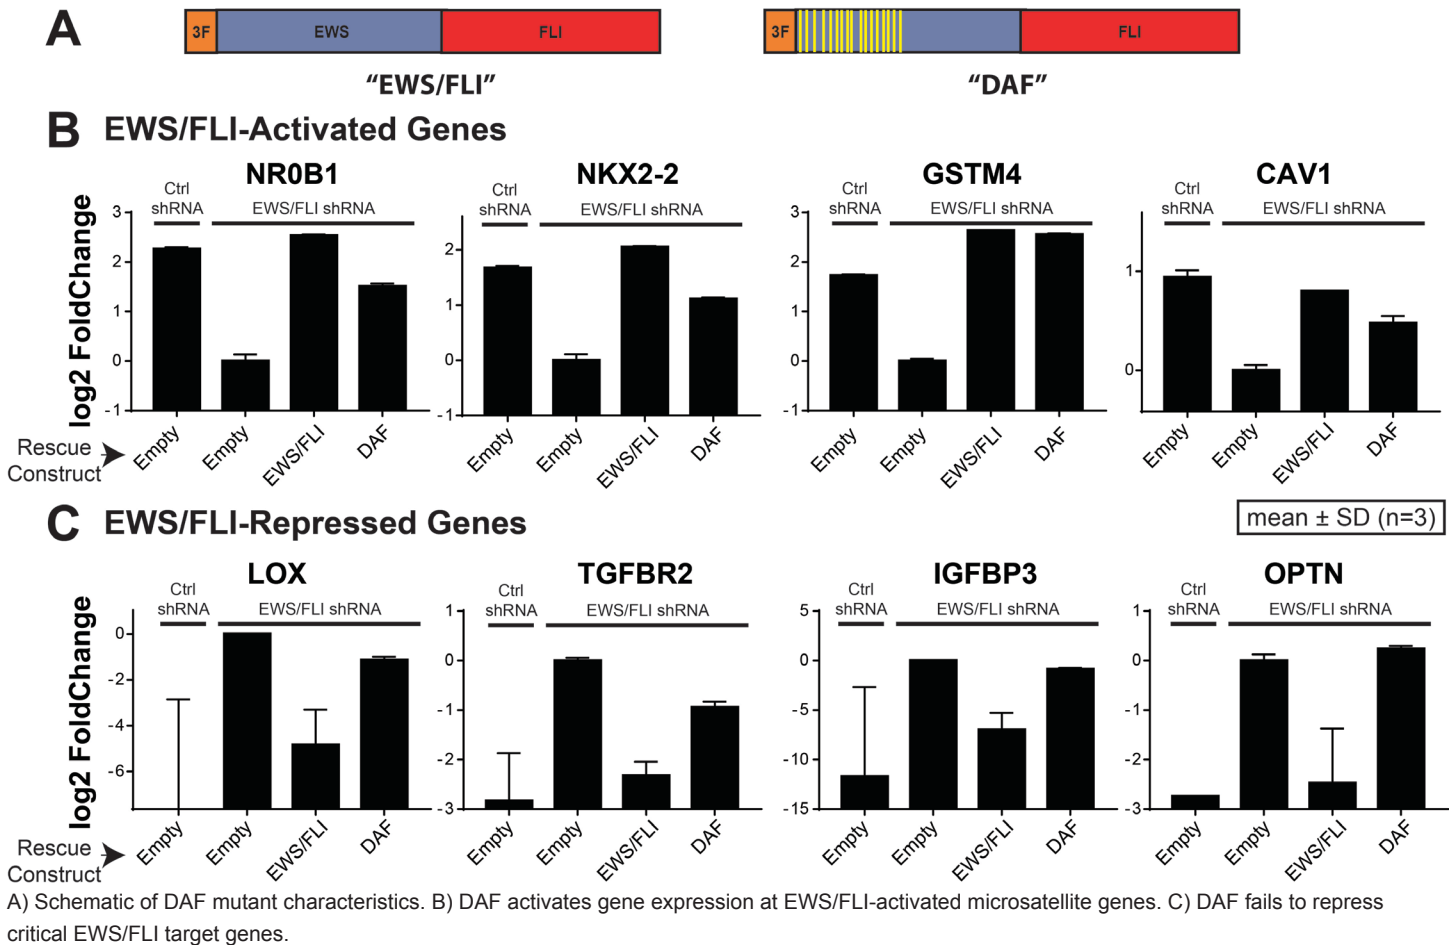 A
3F EWS FLI
3F FLI
“EWS/FLI”
“DAF”
B EWS/FLI-Activated Genes
NR0B1
NKX2-2
GSTM4
CAV1
Ctrl
shRNA
EWS/FLI shRNA
Ctrl
shRNA
EWS/FLI shRNA
Ctrl
shRNA
EWS/FLI shRNA
Ctrl
shRNA
EWS/FLI shRNA
log2 FoldChange
3
2
1
0
-1
2
1
0
-1
3
2
1
0
-1
1
0
Rescue
Construct
Empty
Empty
EWS/FLI
DAF
Empty
Empty
EWS/FLI
DAF
Empty
Empty
EWS/FLI
DAF
Empty
Empty
EWS/FLI
DAF
C EWS/FLI-Repressed Genes
mean ± SD (n=3)
LOX
TGFBR2
IGFBP3
OPTN
Ctrl
shRNA
EWS/FLI shRNA
Ctrl
shRNA
EWS/FLI shRNA
Ctrl
shRNA
EWS/FLI shRNA
Ctrl
shRNA
EWS/FLI shRNA
log2 FoldChange
0
-2
-4
-6
1
0
-1
-2
-3
5
0
-5
-10
-15
1
0
-1
-2
-3
Rescue
Construct
Empty
Empty
EWS/FLI
DAF
Empty
Empty
EWS/FLI
DAF
Empty
Empty
EWS/FLI
DAF
Empty
Empty
EWS/FLI
DAF
A) Schematic of DAF mutant characteristics. B) DAF activates gene expression at EWS/FLI-activated microsatellite genes. C) DAF fails to repress
critical EWS/FLI target genes.